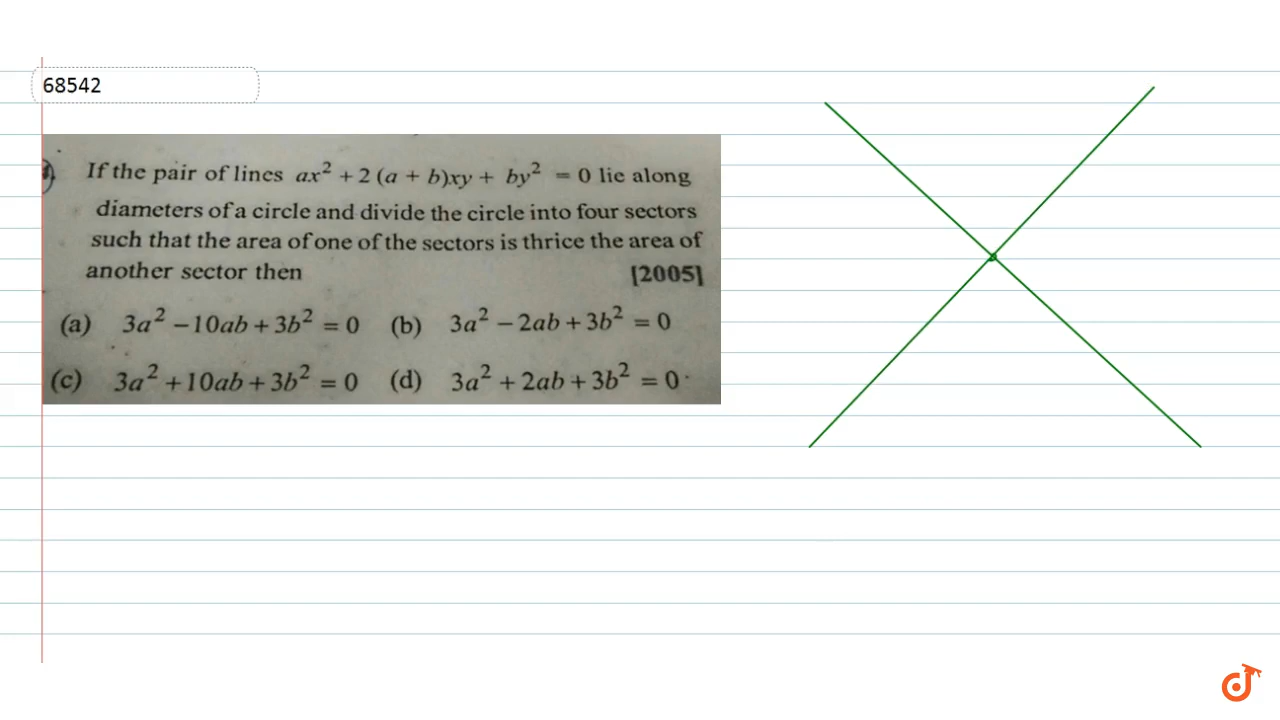 68542
If the pair of lines ax² + 2 (a + b)xy + by² = 0 lie along
diameters of a circle and divide the circle into four sectors
such that the area of one of the sectors is thrice the area of
another sector then [2005]
(a) 3a² – 10ab + 3b² = 0 (b) 3a² – 2ab + 3b² = 0
(c) 3a² + 10ab + 3b² = 0 (d) 3a² + 2ab + 3b² = 0